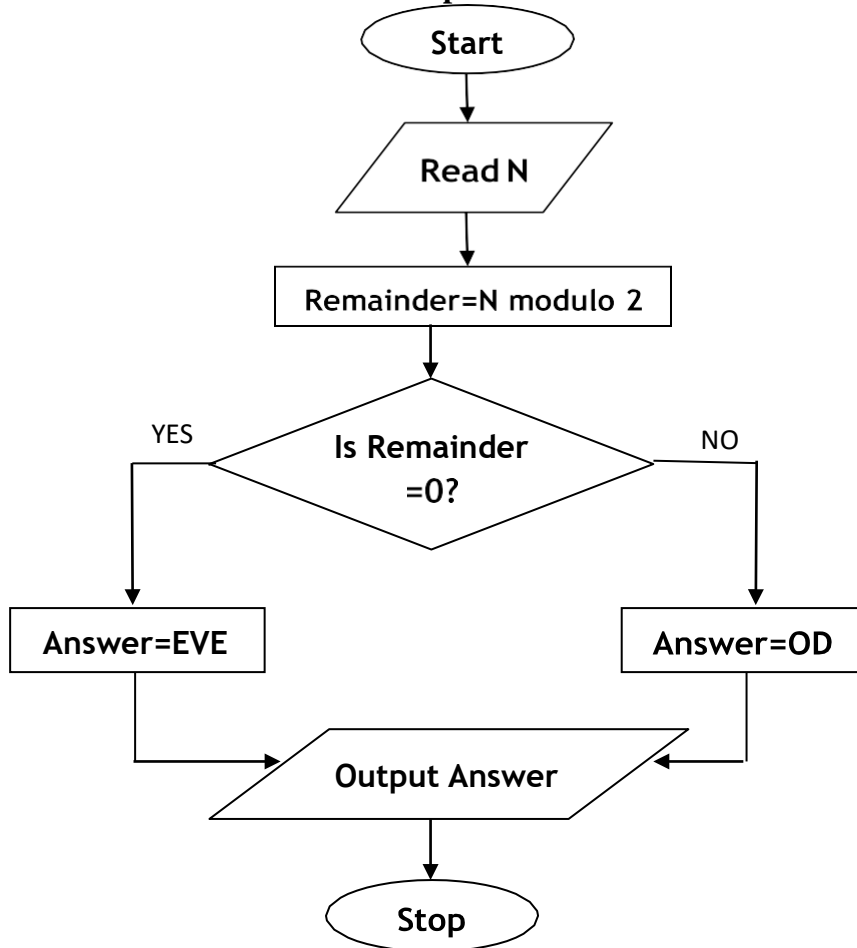 Start
Read N
Remainder=N modulo 2
Is Remainder
=0?
YES
NO
Answer=EVE
Answer=OD
Output Answer
Stop